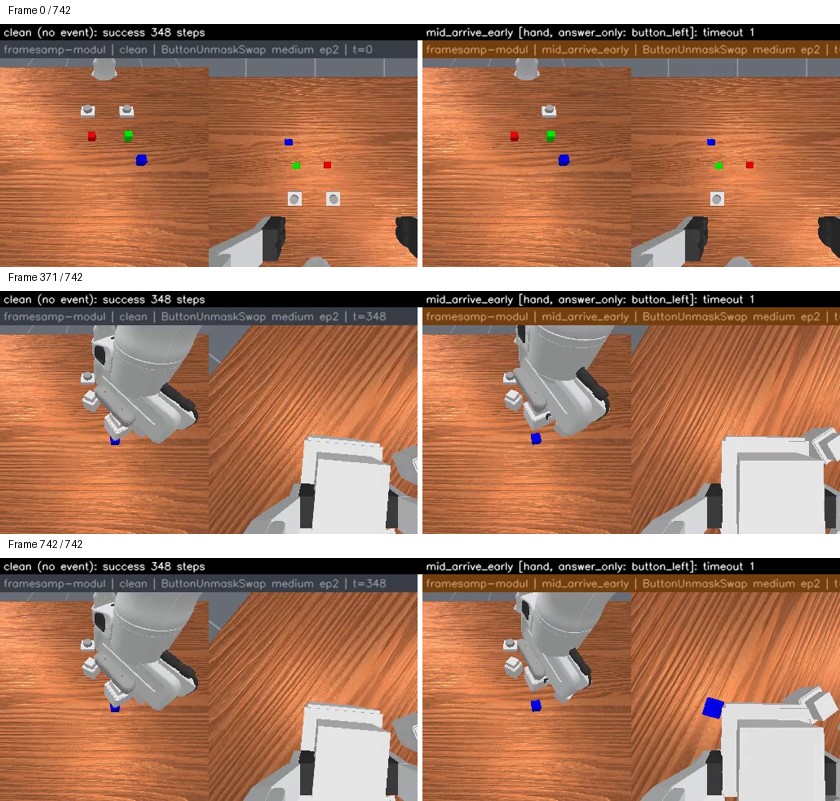 Frame 0 / 742
clean (no event): success 348 steps
mid_arrive_early [hand, answer_only: button_left]: timeout 1
framesamp-modul | clean | ButtonUnmaskSwap medium ep2 | t=0
framesamp-modul | mid_arrive_early | ButtonUnmaskSwap medium ep2 | t
Frame 371 / 742
clean (no event): success 348 steps
mid_arrive_early [hand, answer_only: button_left]: timeout 1
framesamp-modul | clean | ButtonUnmaskSwap medium ep2 | t=348
framesamp-modul | mid_arrive_early | ButtonUnmaskSwap medium ep2 | t
Frame 742 / 742
clean (no event): success 348 steps
mid_arrive_early [hand, answer_only: button_left]: timeout 1
framesamp-modul | clean | ButtonUnmaskSwap medium ep2 | t=348
framesamp-modul | mid_arrive_early | ButtonUnmaskSwap medium ep2 | t